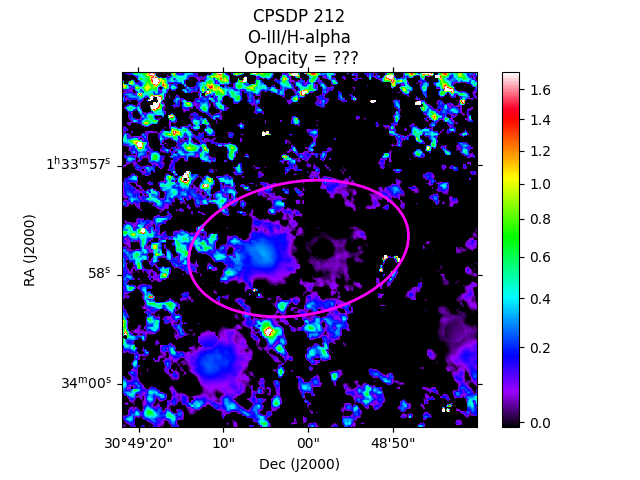 CPSDP 212
O-III/H-alpha
Opacity = ???
RA (J2000)
1ʰ33ᵐ57ˢ
58ˢ
34ᵐ00ˢ
30°49'20"
10"
00"
48'50"
Dec (J2000)
1.6
1.4
1.2
1.0
0.8
0.6
0.4
0.2
0.0